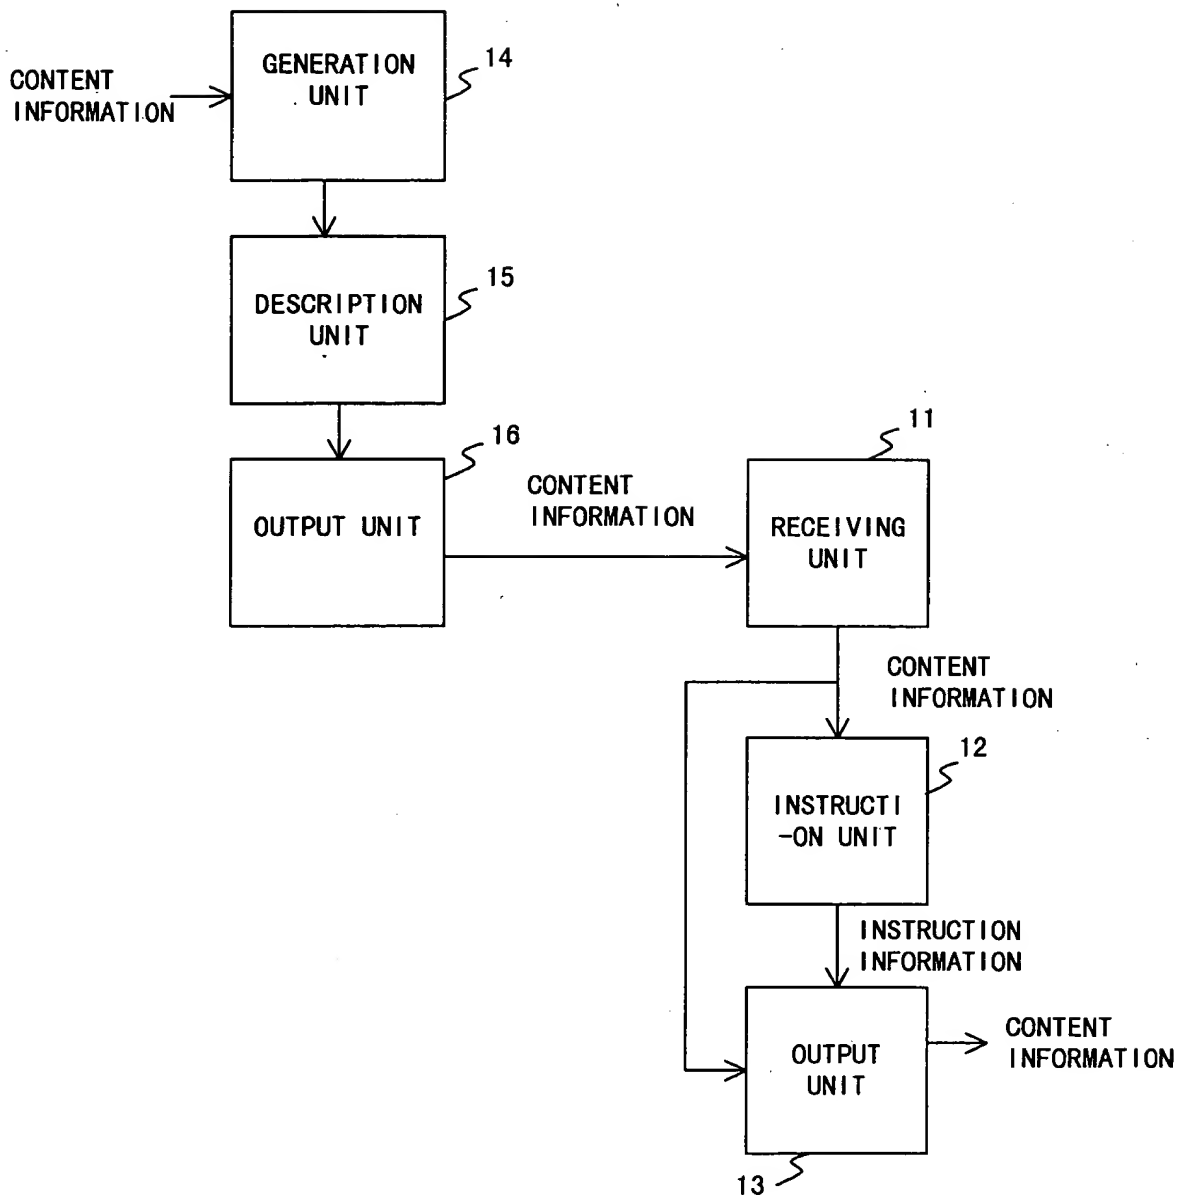 GENERATION
UNIT
14
CONTENT
INFORMATION
DESCRIPTION
UNIT
15
OUTPUT UNIT
16
CONTENT
INFORMATION
RECEIVING
UNIT
11
CONTENT
INFORMATION
INSTRUCTI
-ON UNIT
12
INSTRUCTION
INFORMATION
OUTPUT
UNIT
CONTENT
INFORMATION
13